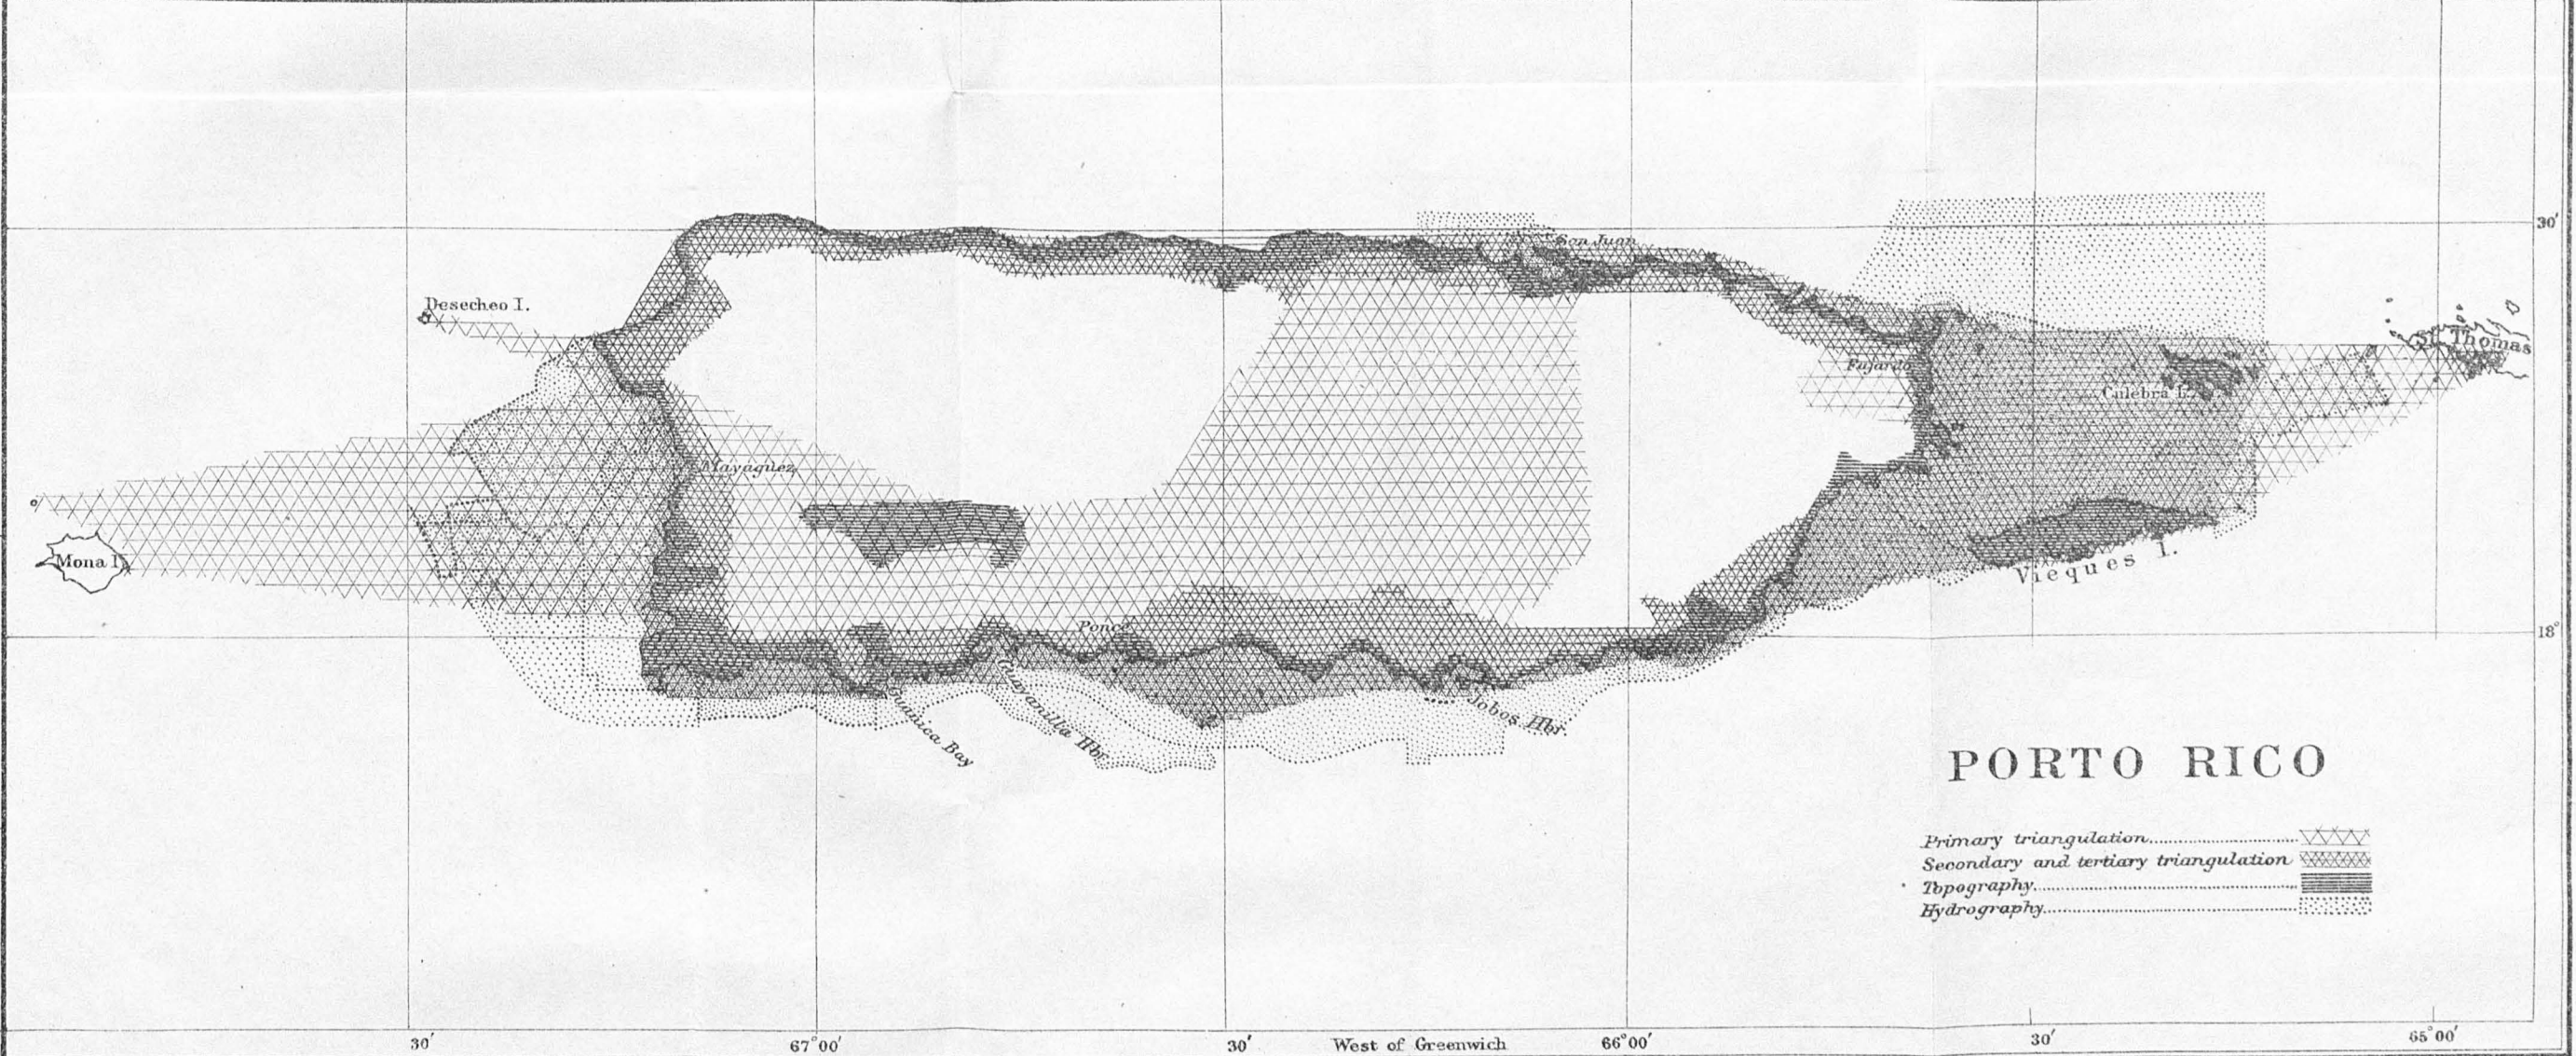 30′
San Juan
Desecheo I.
St. Thomas
Fajardo
Culebra I.
Mayaguez
Mona I.
Vieques I.
Ponce
18°
Guanica Bay
Guayanilla Hbr.
Jobos Hbr.
PORTO RICO
Primary triangulation
Secondary and tertiary triangulation
Topography
Hydrography
30′ 67°00′ 30′ West of Greenwich 66°00′ 30′ 65°00′